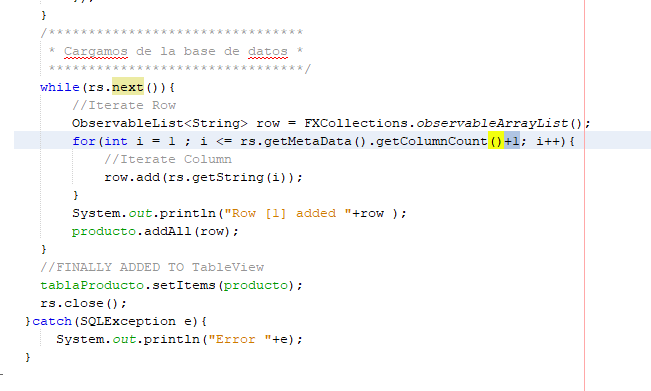 });
}
/********************************
* Cargamos de la base de datos *
********************************/
while(rs.next()){
//Iterate Row
ObservableList<String> row = FXCollections.observableArrayList();
for(int i = 1 ; i <= rs.getMetaData().getColumnCount()+1; i++){
//Iterate Column
row.add(rs.getString(i));
}
System.out.println("Row [1] added "+row );
producto.addAll(row);
}
//FINALLY ADDED TO TableView
tablaProducto.setItems(producto);
rs.close();
}catch(SQLException e){
System.out.println("Error "+e);
}